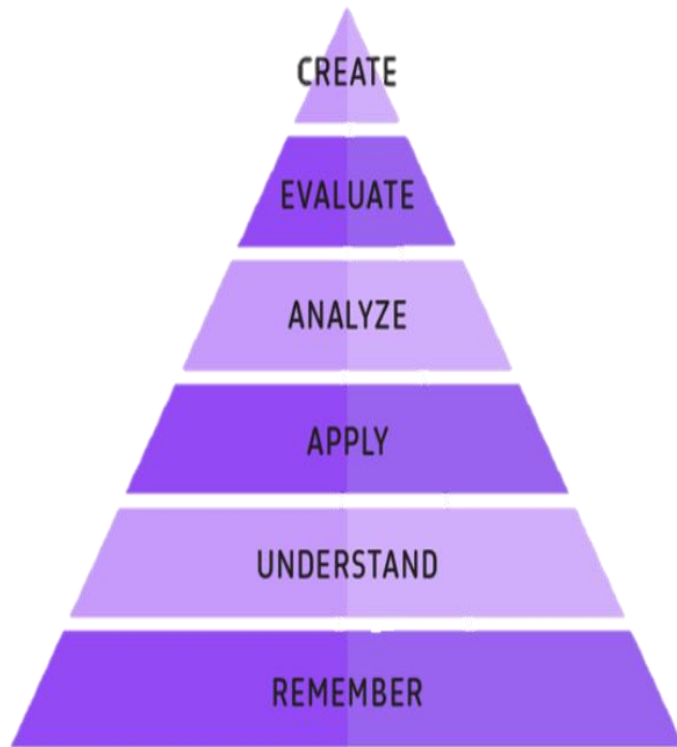 CREATE
EVALUATE
ANALYZE
APPLY
UNDERSTAND
REMEMBER